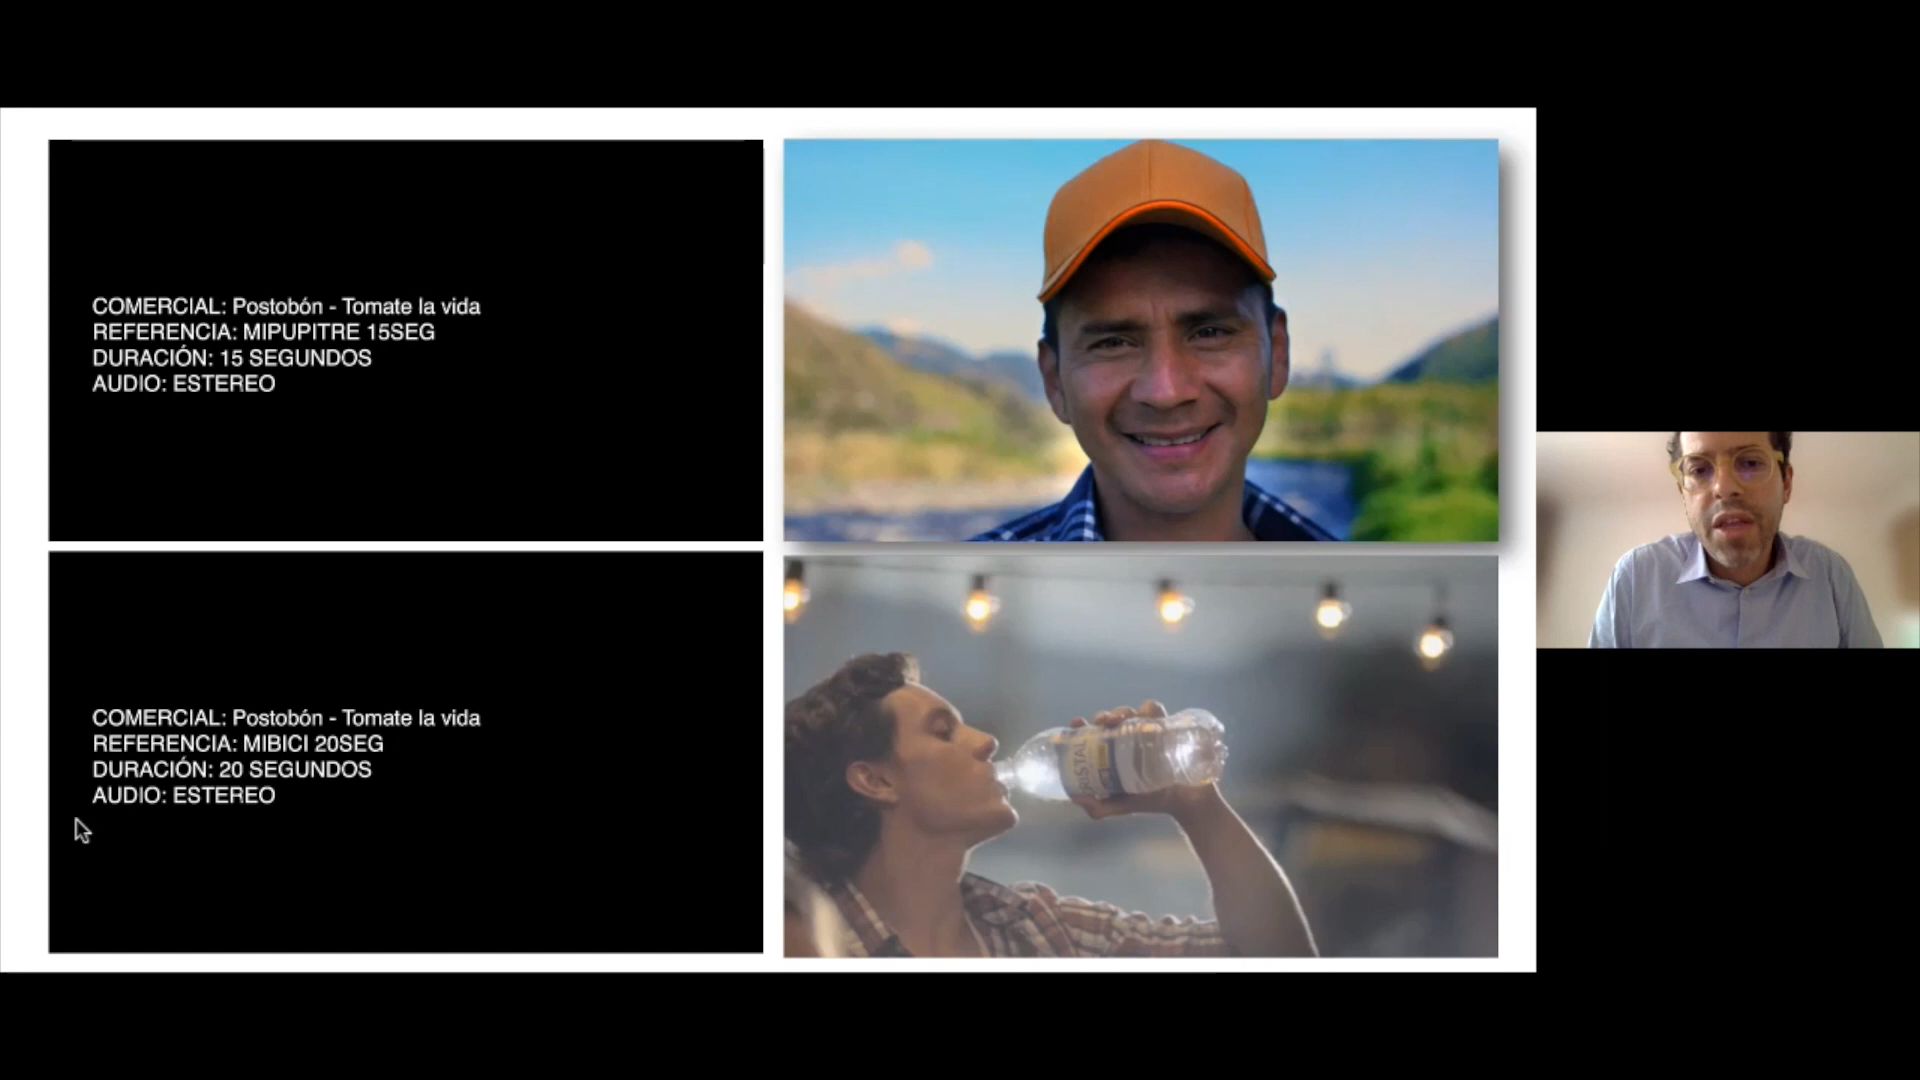 COMERCIAL: Postobón - Tomate la vida
REFERENCIA: MIPUPITRE 15SEG
DURACIÓN: 15 SEGUNDOS
AUDIO: ESTEREO
COMERCIAL: Postobón - Tomate la vida
REFERENCIA: MIBICI 20SEG
DURACIÓN: 20 SEGUNDOS
AUDIO: ESTEREO
CRISTAL